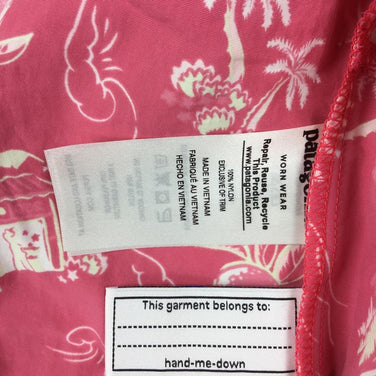 patagonia
WORN WEAR
Repair, Reuse, Recycle
This Product
www.patagonia.com
100% NYLON
EXCLUSIVE OF TRIM
MADE IN VIETNAM
FABRIQUÉ AU VIETNAM
HECHO EN VIETNAM
This garment belongs to:
hand-me-down